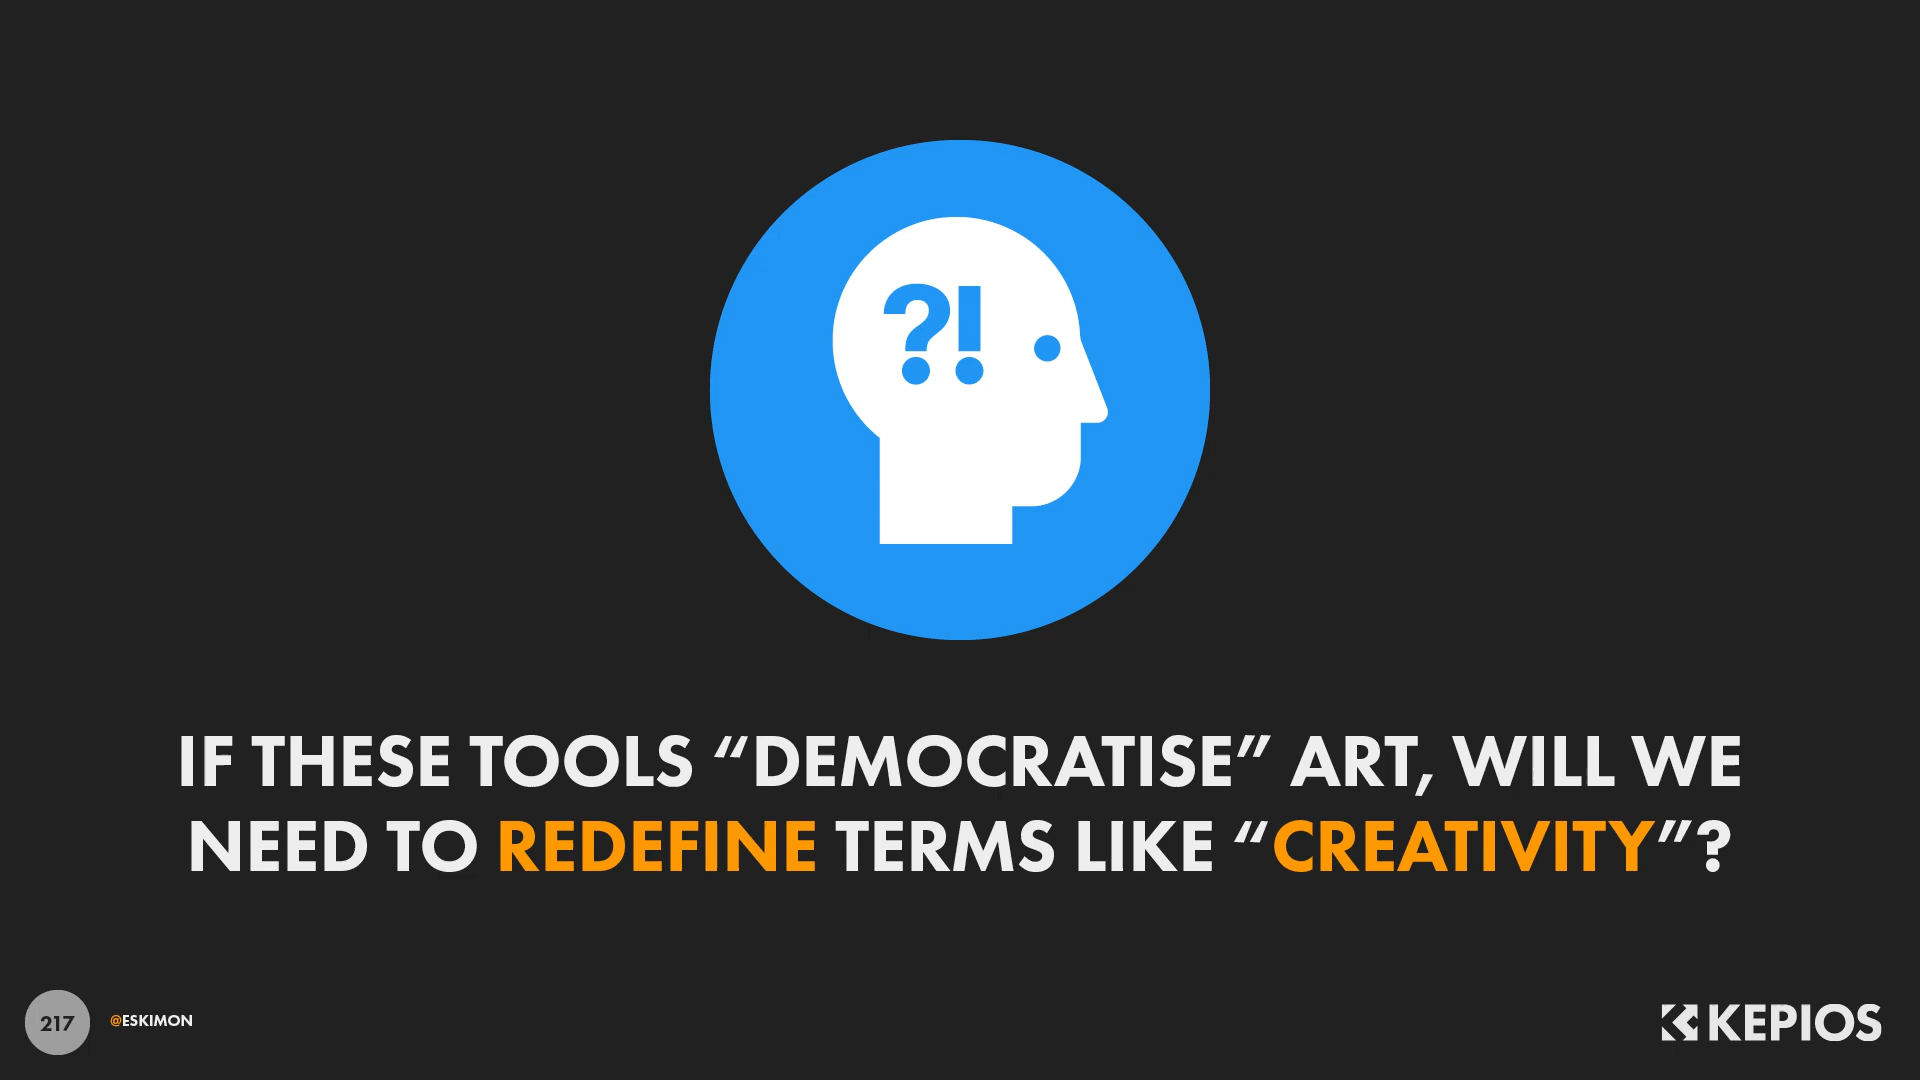 ?!
IF THESE TOOLS “DEMOCRATISE” ART, WILL WE
NEED TO REDEFINE TERMS LIKE “CREATIVITY”?
217
@ESKIMON
KEPIOS